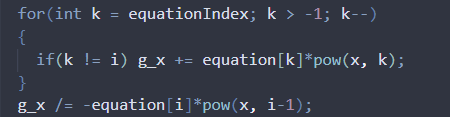 for(int k = equationIndex; k > -1; k--)
{
if(k != i) g_x += equation[k]*pow(x, k);
}
g_x /= -equation[i]*pow(x, i-1);